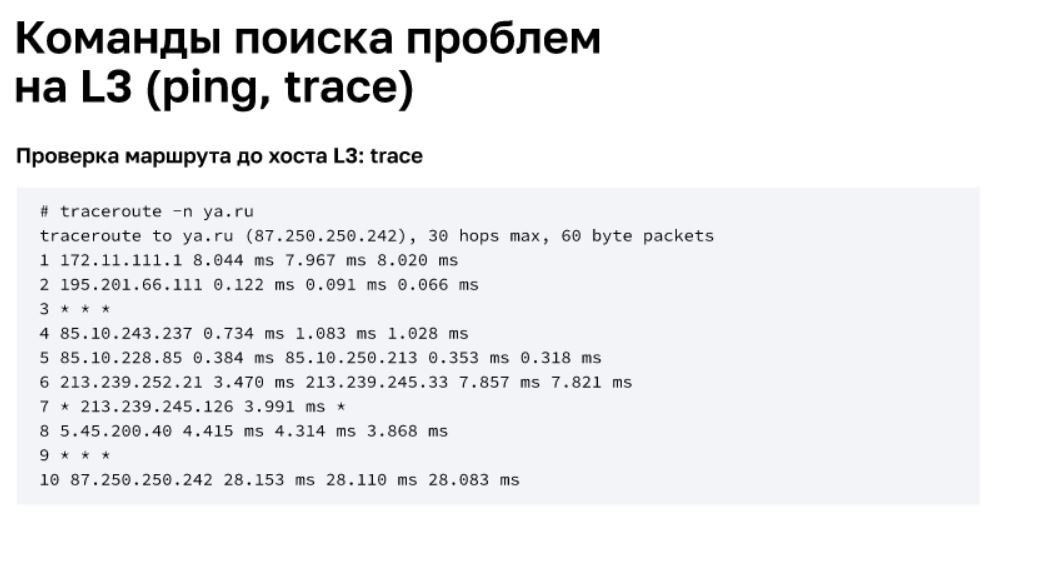 Команды поиска проблем
на L3 (ping, trace)
Проверка маршрута до хоста L3: trace
# traceroute -n ya.ru
traceroute to ya.ru (87.250.250.242), 30 hops max, 60 byte packets
1 172.11.111.1 8.044 ms 7.967 ms 8.020 ms
2 195.201.66.111 0.122 ms 0.091 ms 0.066 ms
3 * * *
4 85.10.243.237 0.734 ms 1.083 ms 1.028 ms
5 85.10.228.85 0.384 ms 85.10.250.213 0.353 ms 0.318 ms
6 213.239.252.21 3.470 ms 213.239.245.33 7.857 ms 7.821 ms
7 * 213.239.245.126 3.991 ms *
8 5.45.200.40 4.415 ms 4.314 ms 3.868 ms
9 * * *
10 87.250.250.242 28.153 ms 28.110 ms 28.083 ms